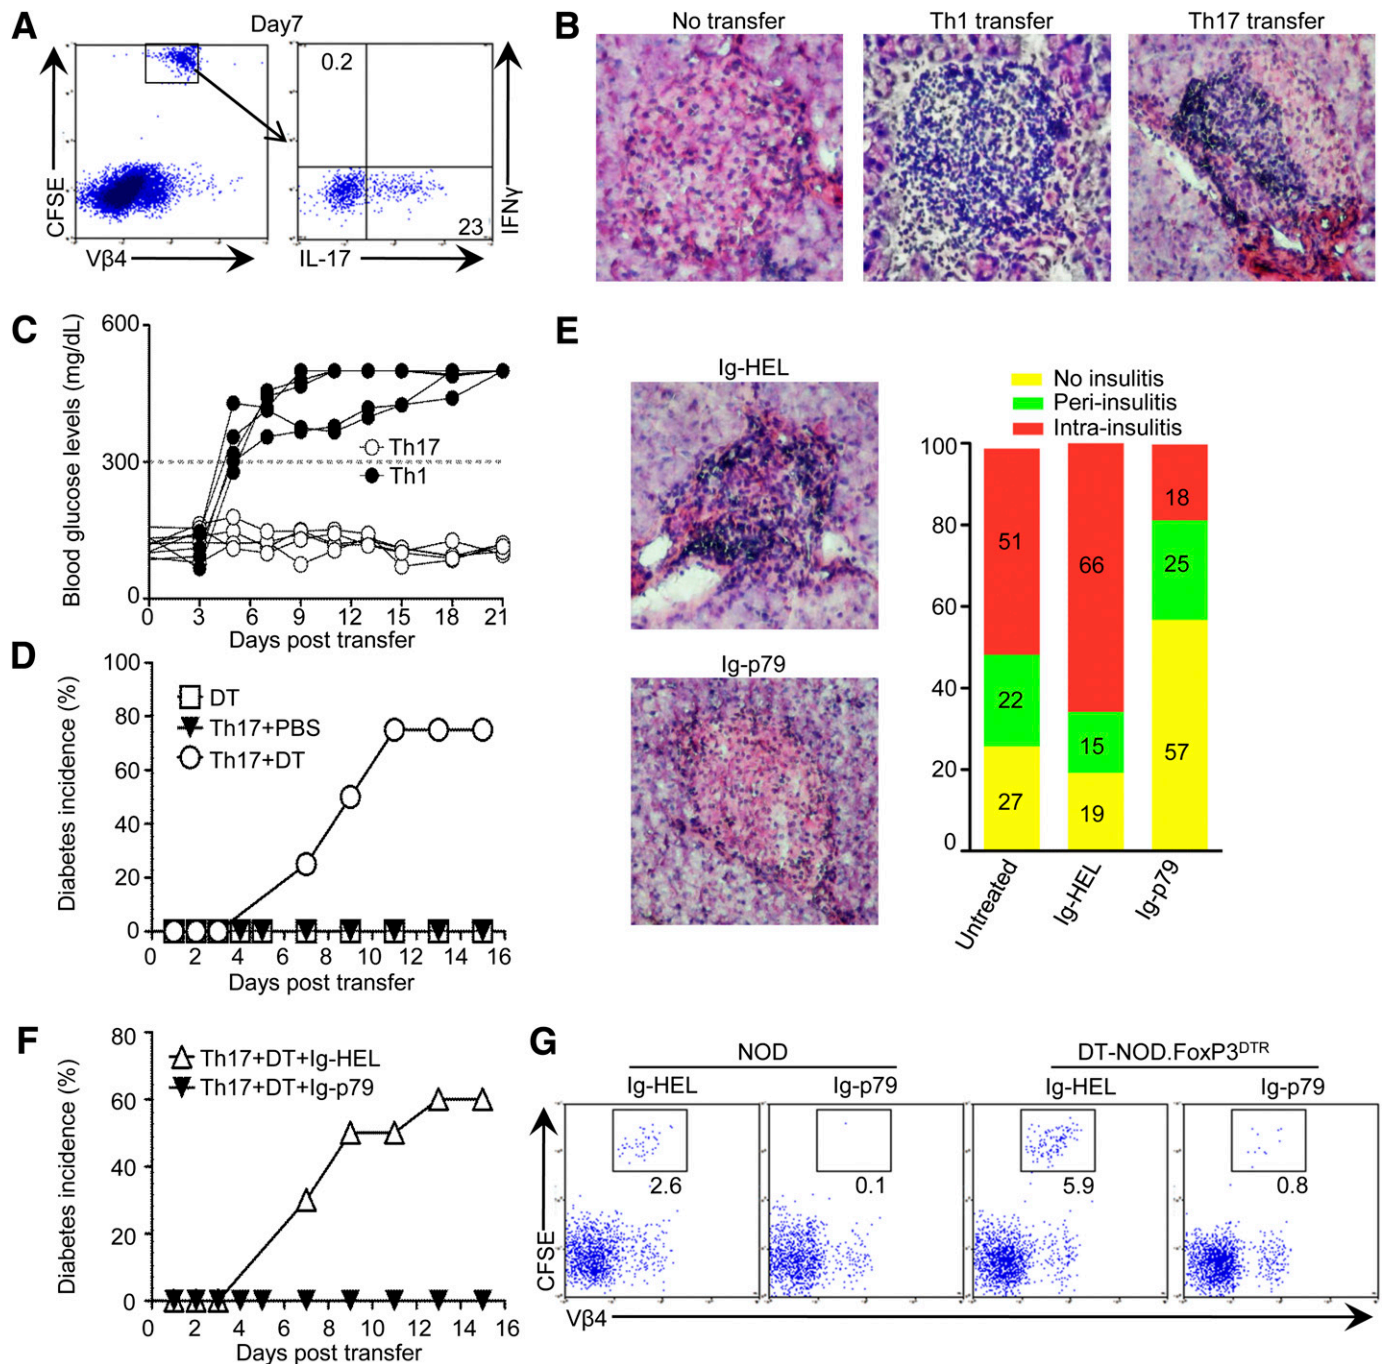 A
Day7
CFSE
Vβ4
0.2
23
IL-17
IFNγ
B
No transfer
Th1 transfer
Th17 transfer
C
Blood glucose levels (mg/dL)
600
300
0
Th17
Th1
0 3 6 9 12 15 18 21
Days post transfer
D
Diabetes incidence (%)
100
80
60
40
20
0
DT
Th17+PBS
Th17+DT
0 2 4 6 8 10 12 14 16
Days post transfer
E
Ig-HEL
Ig-p79
No insulitis
Peri-insulitis
Intra-insulitis
100
80
60
40
20
0
51
22
27
66
15
19
18
25
57
Untreated
Ig-HEL
Ig-p79
F
Diabetes incidence (%)
80
60
40
20
0
Th17+DT+Ig-HEL
Th17+DT+Ig-p79
0 2 4 6 8 10 12 14 16
Days post transfer
G
NOD
DT-NOD.FoxP3DTR
Ig-HEL
Ig-p79
Ig-HEL
Ig-p79
2.6
0.1
5.9
0.8
CFSE
Vβ4